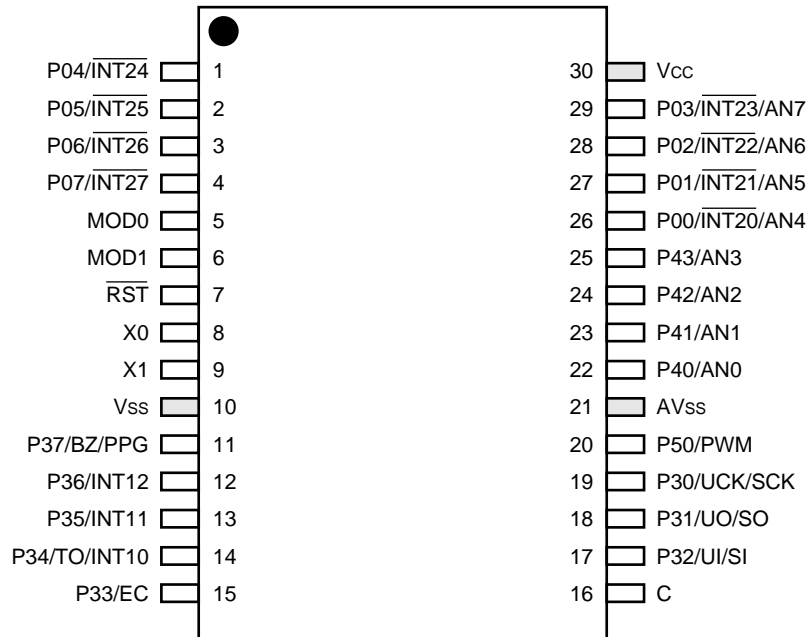 P04/INT24 1 30 Vcc
P05/INT25 2 29 P03/INT23/AN7
P06/INT26 3 28 P02/INT22/AN6
P07/INT27 4 27 P01/INT21/AN5
MOD0 5 26 P00/INT20/AN4
MOD1 6 25 P43/AN3
RST 7 24 P42/AN2
X0 8 23 P41/AN1
X1 9 22 P40/AN0
Vss 10 21 AVss
P37/BZ/PPG 11 20 P50/PWM
P36/INT12 12 19 P30/UCK/SCK
P35/INT11 13 18 P31/UO/SO
P34/TO/INT10 14 17 P32/UI/SI
P33/EC 15 16 C